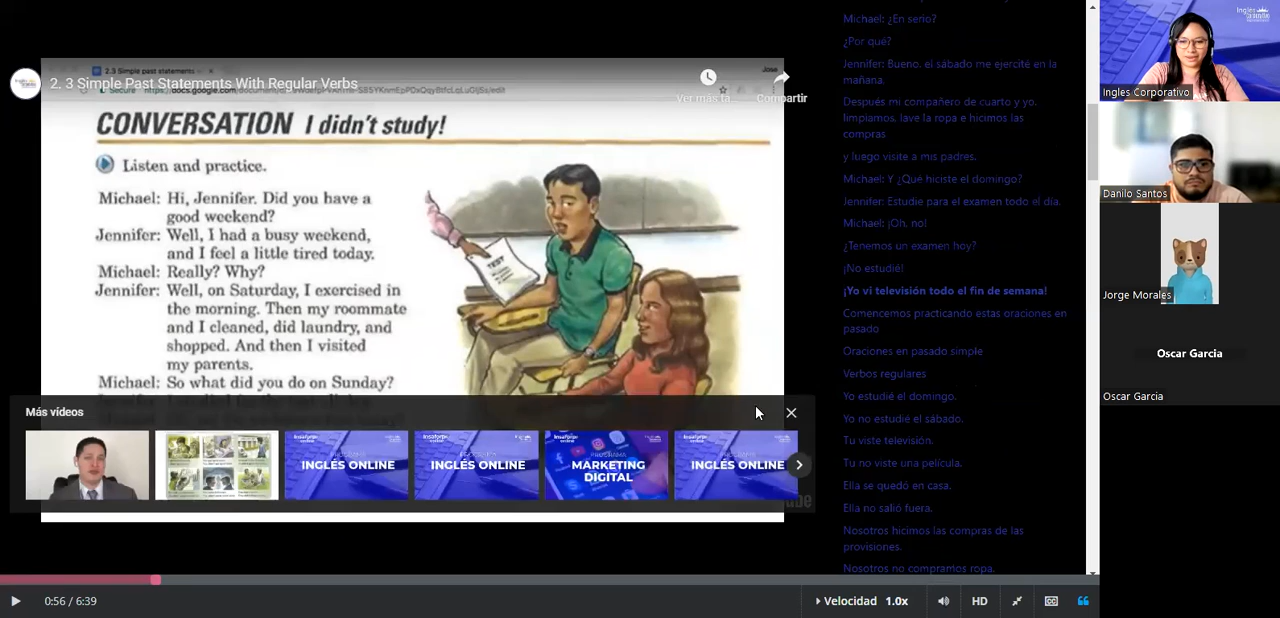 2. 3 Simple Past Statements With Regular Verbs
Ver más ta...
Compartir
CONVERSATION I didn't study!
Listen and practice.
Michael: Hi, Jennifer. Did you have a
good weekend?
Jennifer: Well, I had a busy weekend,
and I feel a little tired today.
Michael: Really? Why?
Jennifer: Well, on Saturday, I exercised in
the morning. Then my roommate
and I cleaned, did laundry, and
shopped. And then I visited
my parents.
Michael: So what did you do on Sunday?
TEST
Más vídeos
INGLÉS ONLINE
INGLÉS ONLINE
PROGRAMA
MARKETING
DIGITAL
INGLÉS ONLINE
0:56 / 6:39
Velocidad 1.0x
HD
CC
Michael: ¿En serio?
¿Por qué?
Jennifer: Bueno, el sábado me ejercité en la
mañana.
Después mi compañero de cuarto y yo,
limpiamos, lave la ropa e hicimos las
compras
y luego visite a mis padres.
Michael: Y ¿Qué hiciste el domingo?
Jennifer: Estudie para el examen todo el día.
Michael: ¡Oh, no!
¿Tenemos un examen hoy?
¡No estudié!
¡Yo vi televisión todo el fin de semana!
Comencemos practicando estas oraciones en
pasado
Oraciones en pasado simple
Verbos regulares
Yo estudié el domingo.
Yo no estudié el sábado.
Tu viste televisión.
Tu no viste una película.
Ella se quedó en casa.
Ella no salió fuera.
Nosotros hicimos las compras de las
provisiones.
Nosotros no compramos ropa.
Ingles Corporativo
Danilo Santos
Jorge Morales
Oscar Garcia
Oscar Garcia